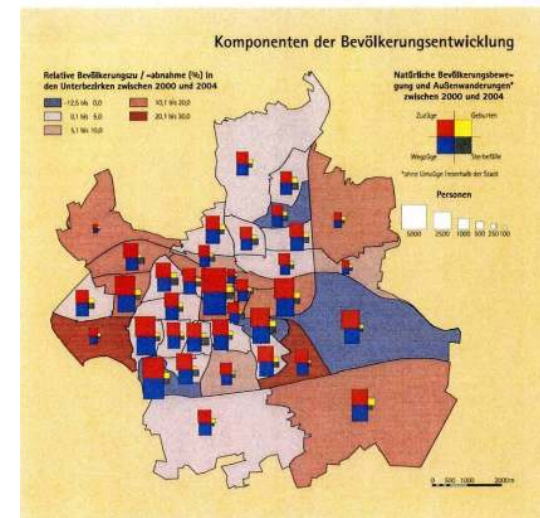 Komponenten der Bevölkerungsentwicklung
Relative Bevölkerungszu / -abnahme (%) in
den Unterbezirken zwischen 2000 und 2004
-12,6 bis 0,0
0,1 bis 5,0
5,1 bis 10,0
10,1 bis 20,0
20,1 bis 30,0
Natürliche Bevölkerungsbewe-
gung und Außenwanderungen*
zwischen 2000 und 2004
Zuzüge Geburten
Wegzüge Sterbefälle
*ohne Umzüge innerhalb der Stadt
Personen
5000 2500 1000 500 250 100
0 500 1000 2000m